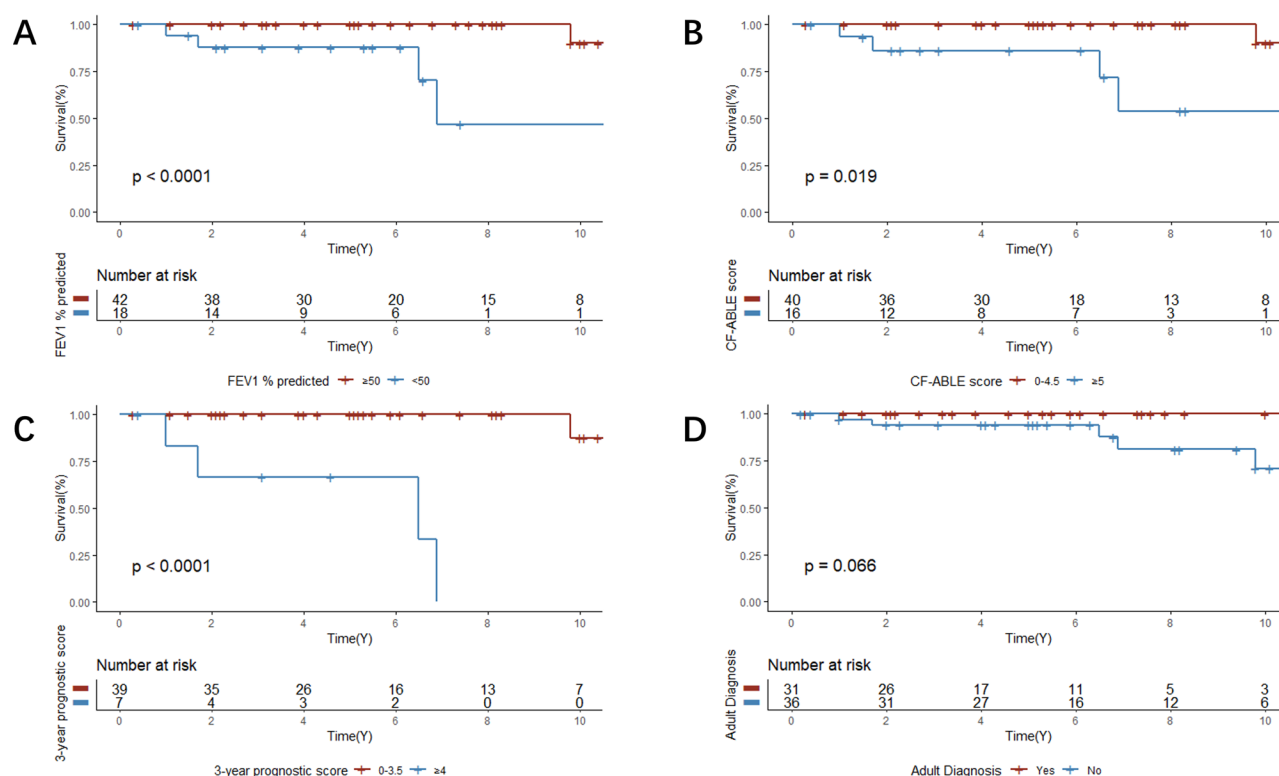 A
Survival(%)
1.00
0.75
0.50
0.25
0.00
p < 0.0001
0 2 4 6 8 10
Time(Y)
Number at risk
FEV1 % predicted
42 38 30 20 15 8
18 14 9 6 1 1
0 2 4 6 8 10
Time(Y)
FEV1 % predicted ≥50 <50
B
Survival(%)
1.00
0.75
0.50
0.25
0.00
p = 0.019
0 2 4 6 8 10
Time(Y)
Number at risk
CF-ABLE score
40 36 30 18 13 8
16 12 8 7 3 1
0 2 4 6 8 10
Time(Y)
CF-ABLE score 0-4.5 ≥5
C
Survival(%)
1.00
0.75
0.50
0.25
0.00
p < 0.0001
0 2 4 6 8 10
Time(Y)
Number at risk
3-year prognostic score
39 35 26 16 13 7
7 4 3 2 0 0
0 2 4 6 8 10
Time(Y)
3-year prognostic score 0-3.5 ≥4
D
Survival(%)
1.00
0.75
0.50
0.25
0.00
p = 0.066
0 2 4 6 8 10
Time(Y)
Number at risk
Adult Diagnosis
31 26 17 11 5 3
36 31 27 16 12 6
0 2 4 6 8 10
Time(Y)
Adult Diagnosis Yes No